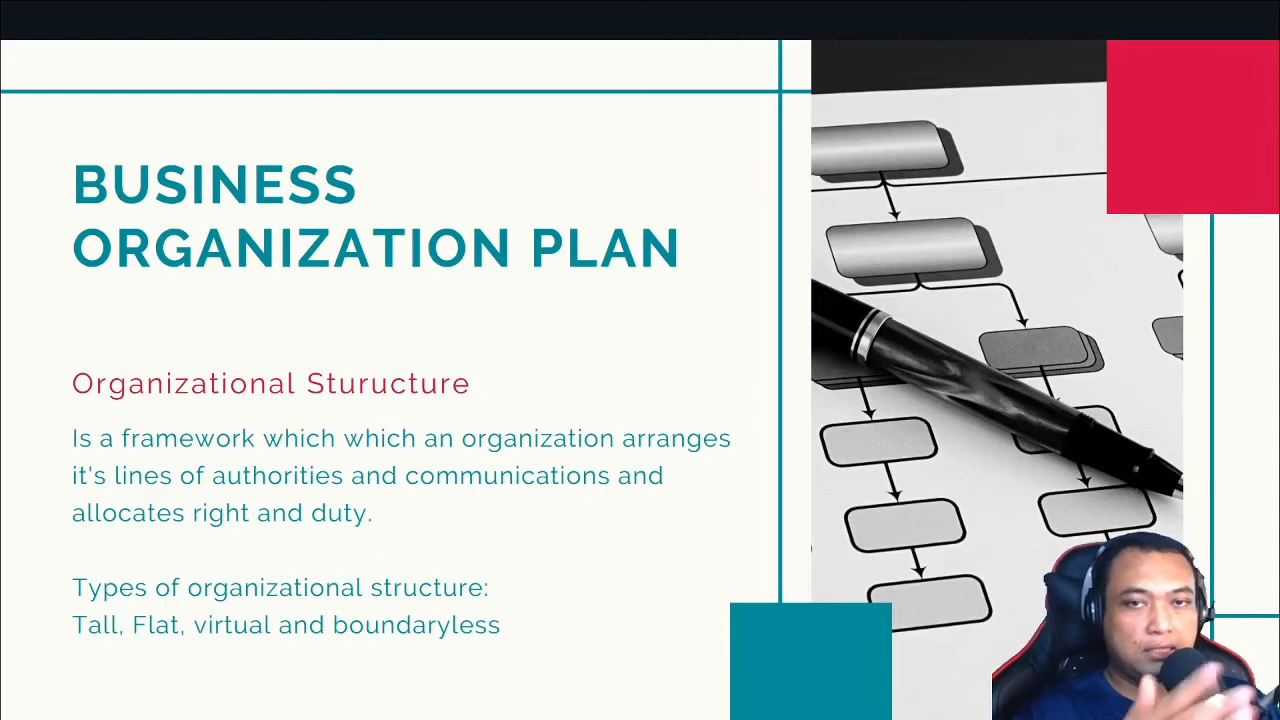 BUSINESS
ORGANIZATION PLAN
Organizational Sturucture
Is a framework which which an organization arranges
it's lines of authorities and communications and
allocates right and duty.
Types of organizational structure:
Tall, Flat, virtual and boundaryless